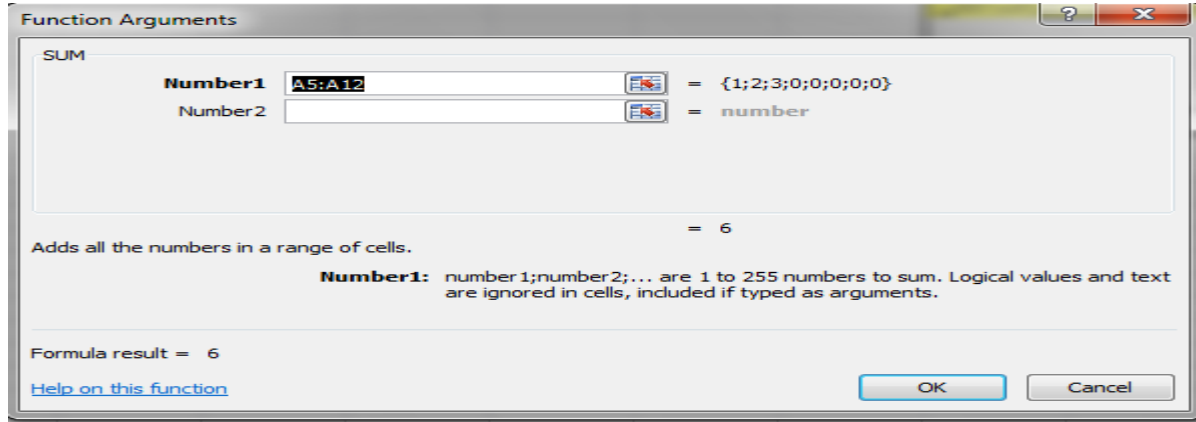 Function Arguments
SUM
Number1 A5:A12 = {1;2;3;0;0;0;0;0}
Number2 = number
= 6
Adds all the numbers in a range of cells.
Number1: number1;number2;... are 1 to 255 numbers to sum. Logical values and text
are ignored in cells, included if typed as arguments.
Formula result = 6
Help on this function OK Cancel